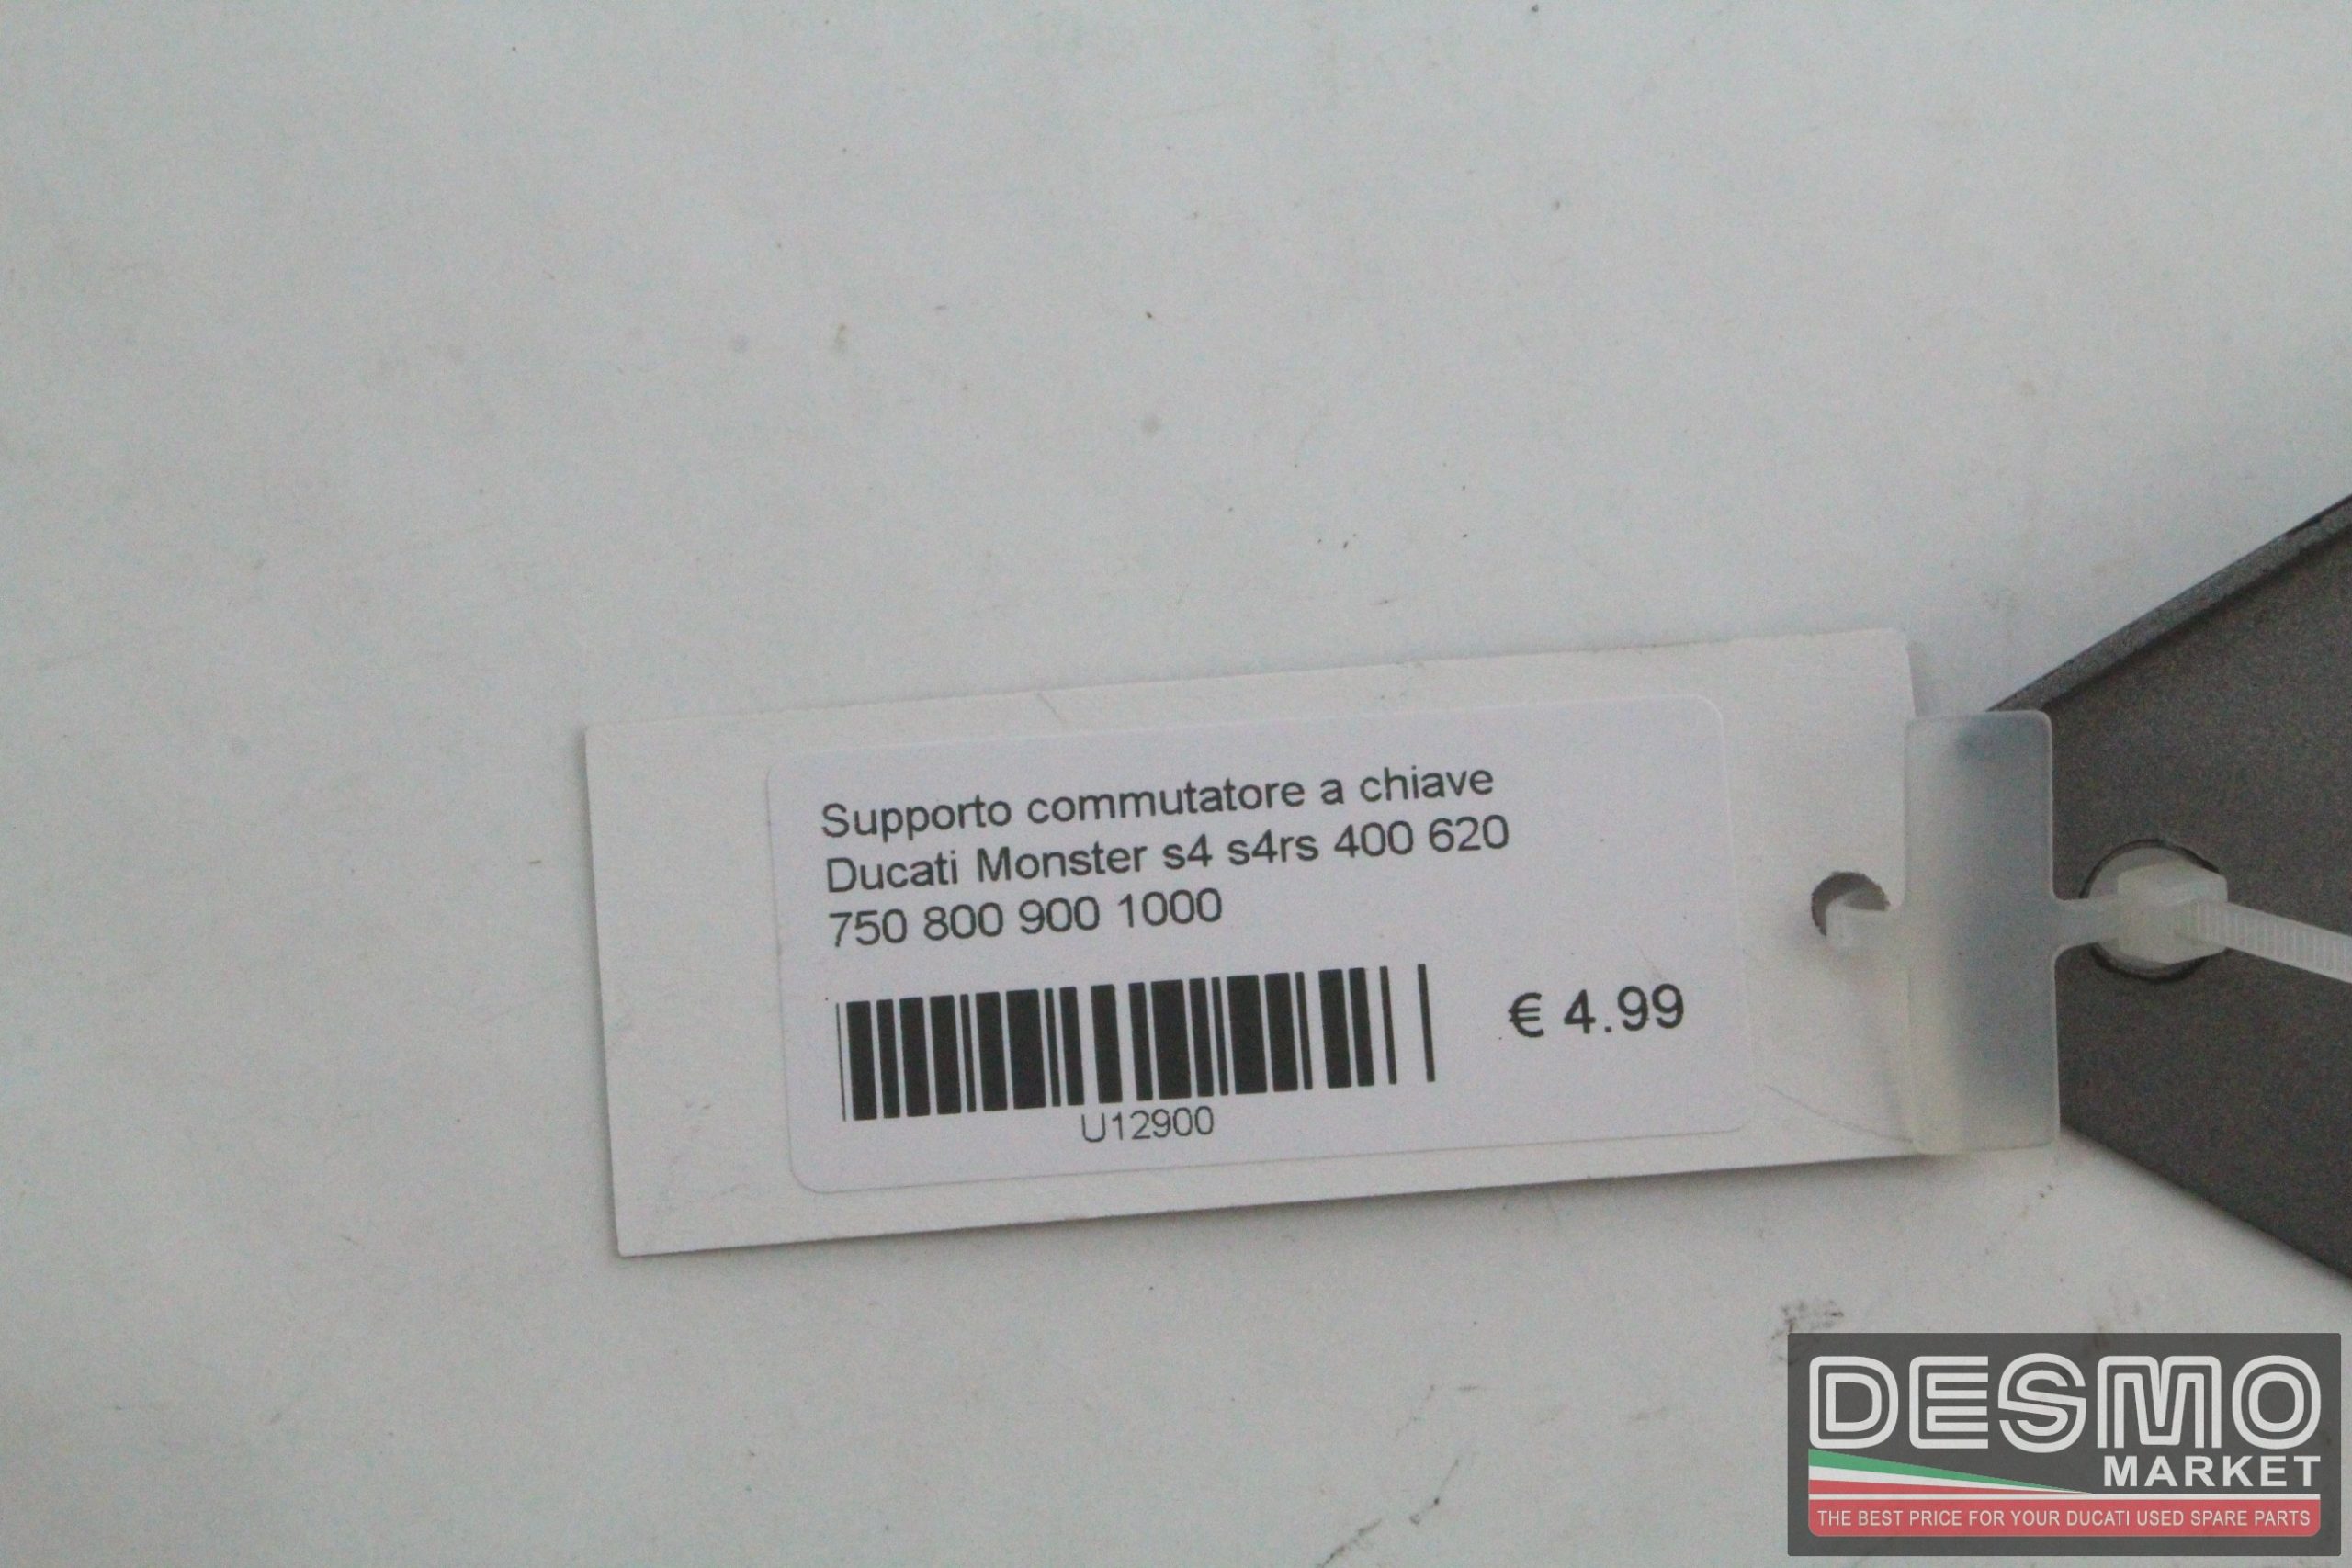 Supporto commutatore a chiave
Ducati Monster s4 s4rs 400 620
750 800 900 1000
€ 4.99
U12900
DESMO
MARKET
THE BEST PRICE FOR YOUR DUCATI USED SPARE PARTS